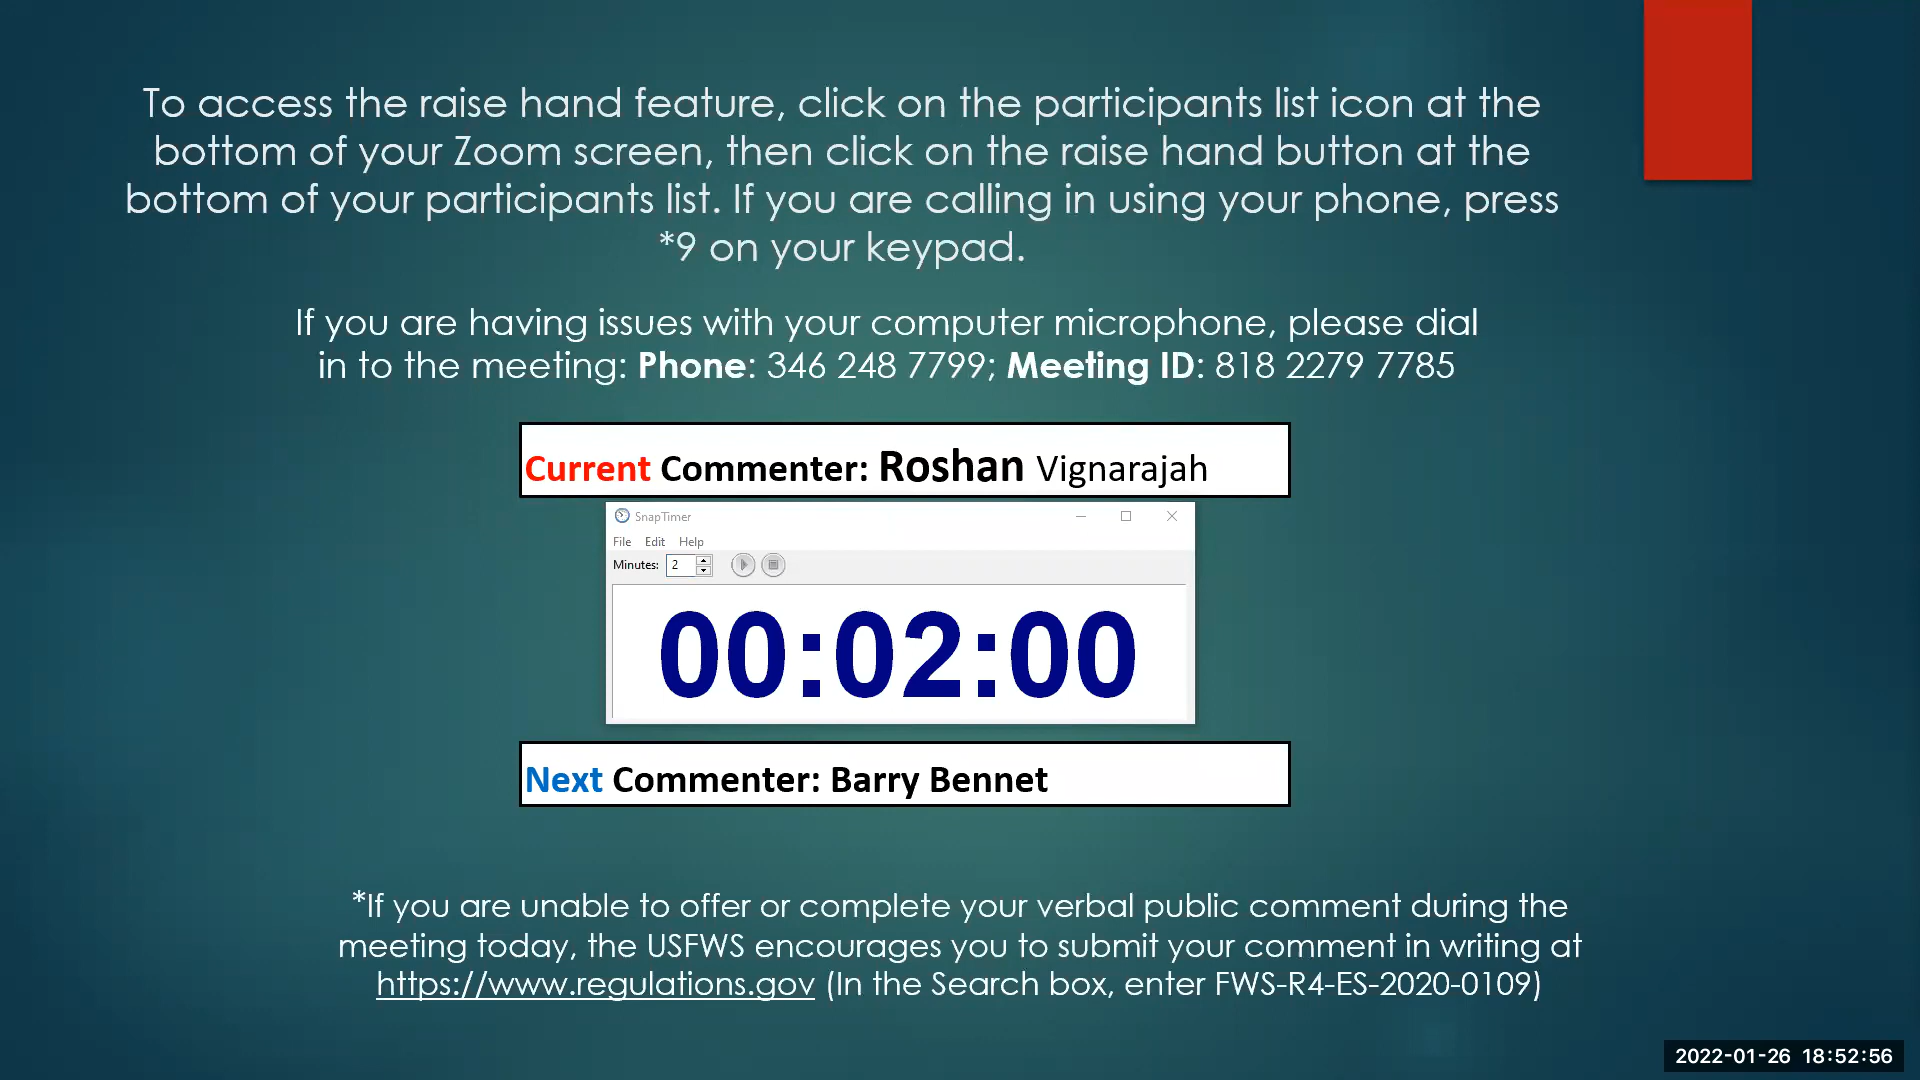 To access the raise hand feature, click on the participants list icon at the
bottom of your Zoom screen, then click on the raise hand button at the
bottom of your participants list. If you are calling in using your phone, press
*9 on your keypad.
If you are having issues with your computer microphone, please dial
in to the meeting: Phone: 346 248 7799; Meeting ID: 818 2279 7785
Current Commenter: Roshan Vignarajah
SnapTimer
File Edit Help
Minutes: 2
00:02:00
Next Commenter: Barry Bennet
*If you are unable to offer or complete your verbal public comment during the
meeting today, the USFWS encourages you to submit your comment in writing at
https://www.regulations.gov (In the Search box, enter FWS-R4-ES-2020-0109)
2022-01-26 18:52:56